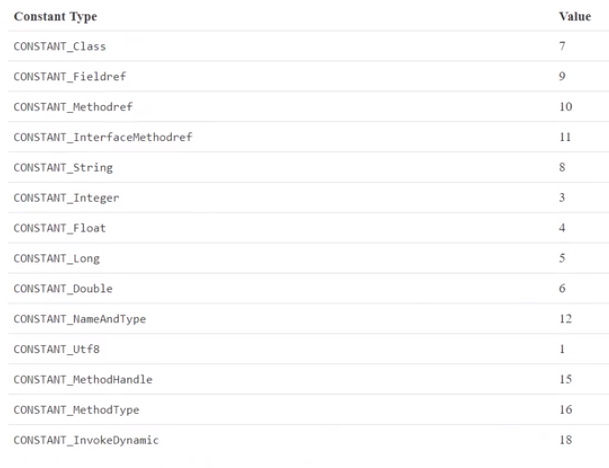 Constant Type Value
CONSTANT_Class 7
CONSTANT_Fieldref 9
CONSTANT_Methodref 10
CONSTANT_InterfaceMethodref 11
CONSTANT_String 8
CONSTANT_Integer 3
CONSTANT_Float 4
CONSTANT_Long 5
CONSTANT_Double 6
CONSTANT_NameAndType 12
CONSTANT_Utf8 1
CONSTANT_MethodHandle 15
CONSTANT_MethodType 16
CONSTANT_InvokeDynamic 18